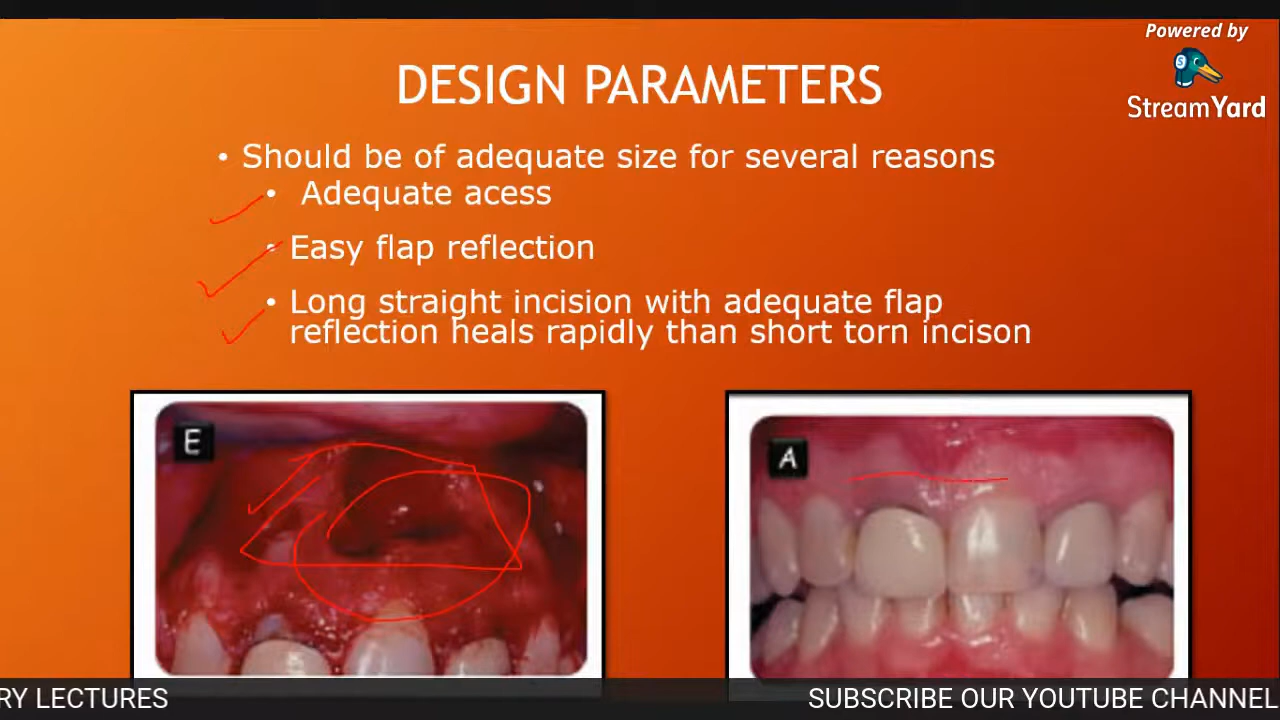 Powered by
StreamYard
DESIGN PARAMETERS
• Should be of adequate size for several reasons
• Adequate acess
• Easy flap reflection
• Long straight incision with adequate flap
reflection heals rapidly than short torn incison
E
A
RY LECTURES
SUBSCRIBE OUR YOUTUBE CHANNEL